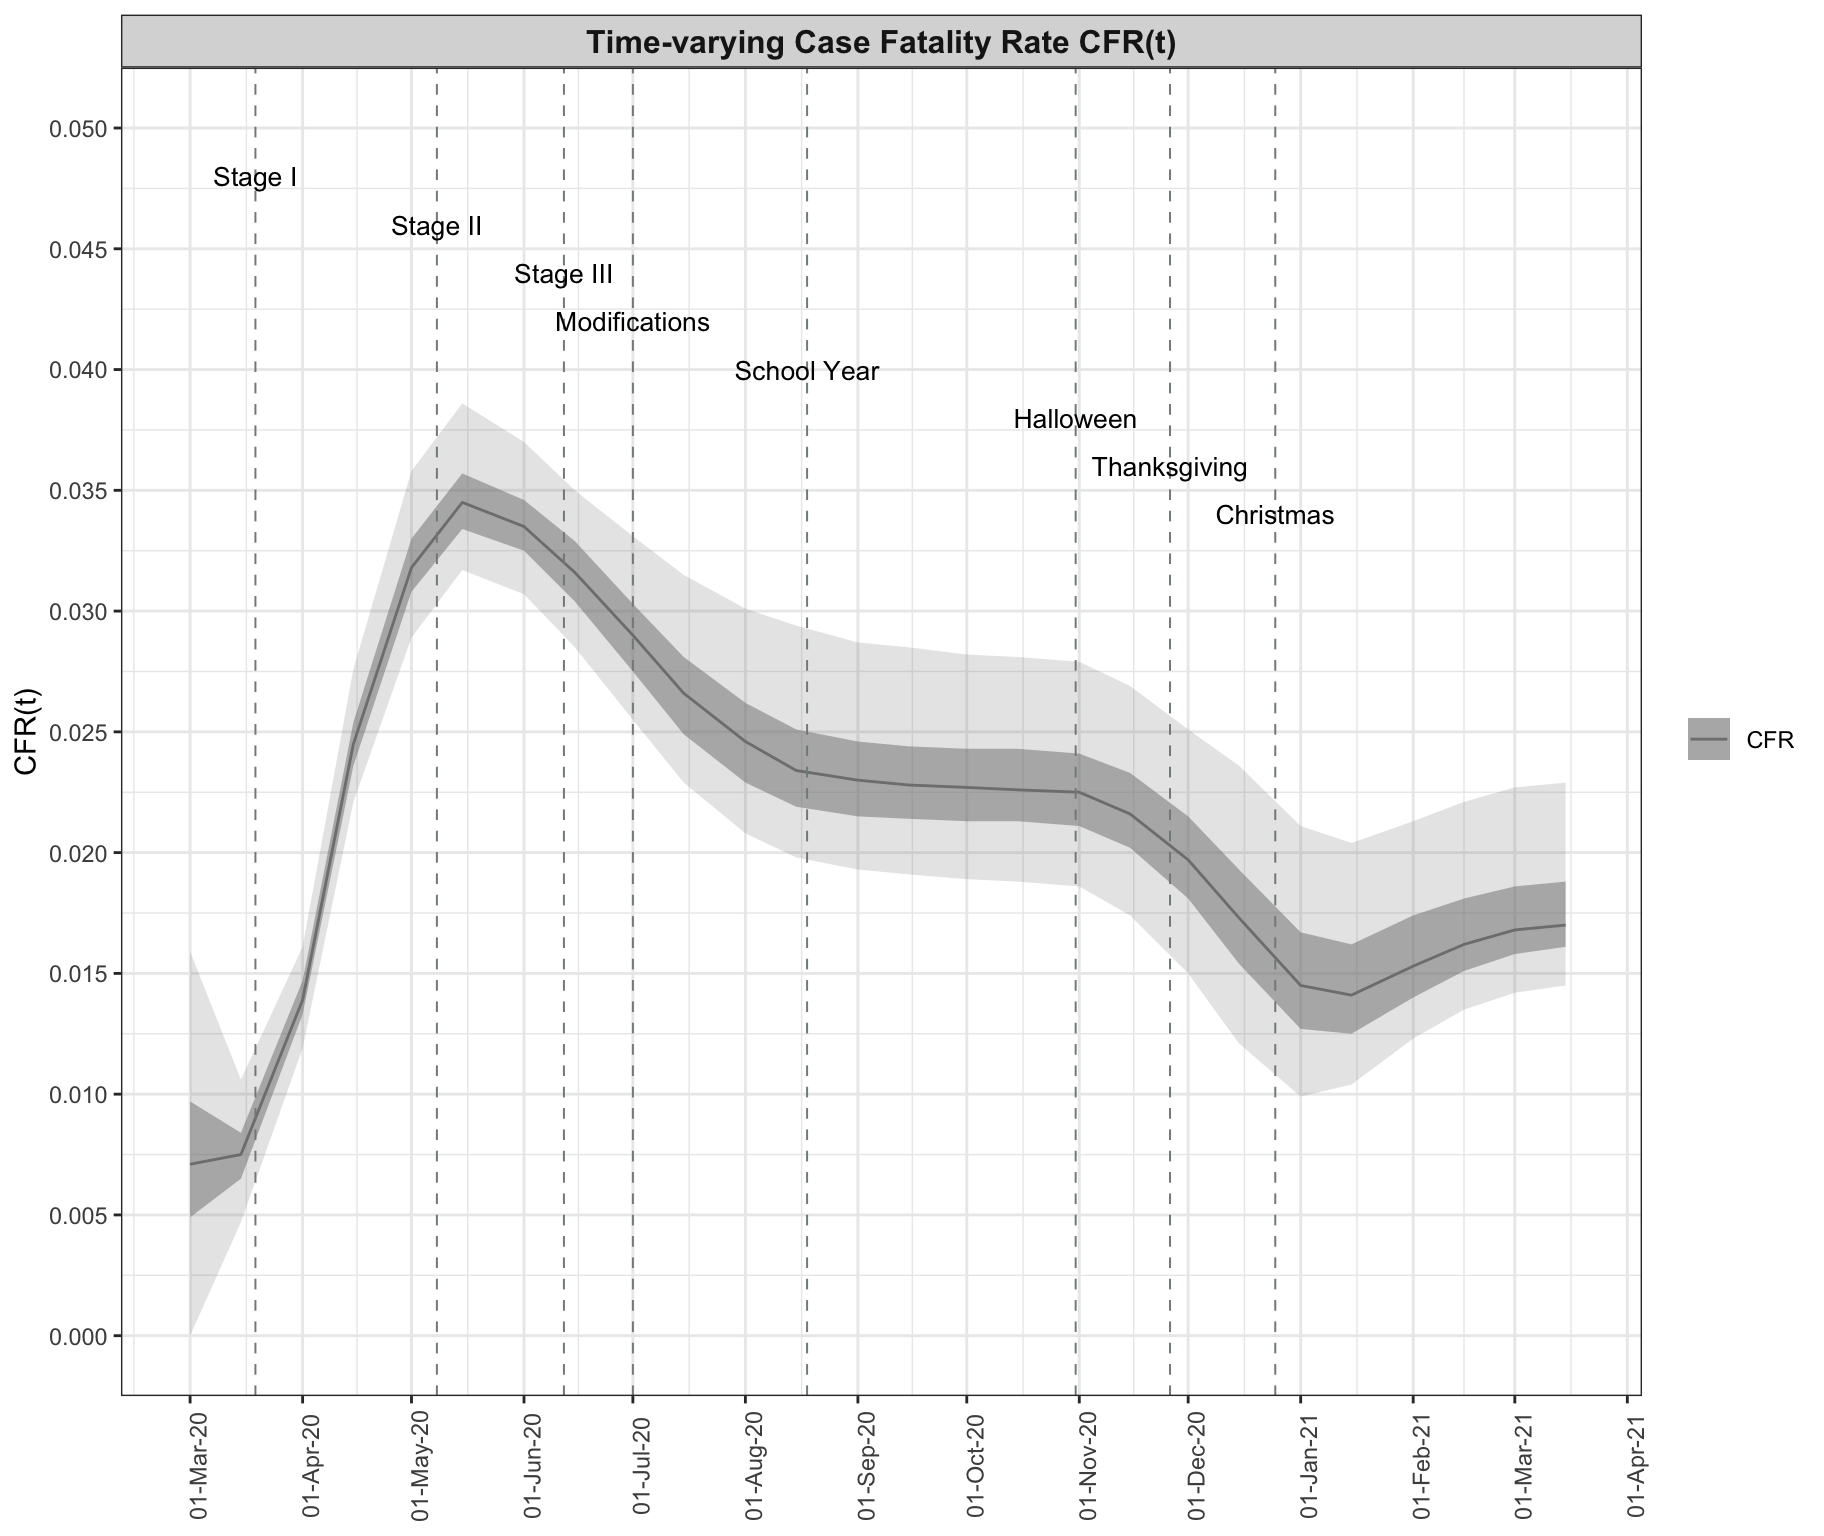 Time-varying Case Fatality Rate CFR(t)
0.050
Stage I
Stage II
0.045
Stage III
Modifications
0.040
School Year
Halloween
Thanksgiving
0.035
Christmas
0.030
0.025
CFR(t)
CFR
0.020
0.015
0.010
0.005
0.000
01-Mar-20
01-Apr-20
01-May-20
01-Jun-20
01-Jul-20
01-Aug-20
01-Sep-20
01-Oct-20
01-Nov-20
01-Dec-20
01-Jan-21
01-Feb-21
01-Mar-21
01-Apr-21